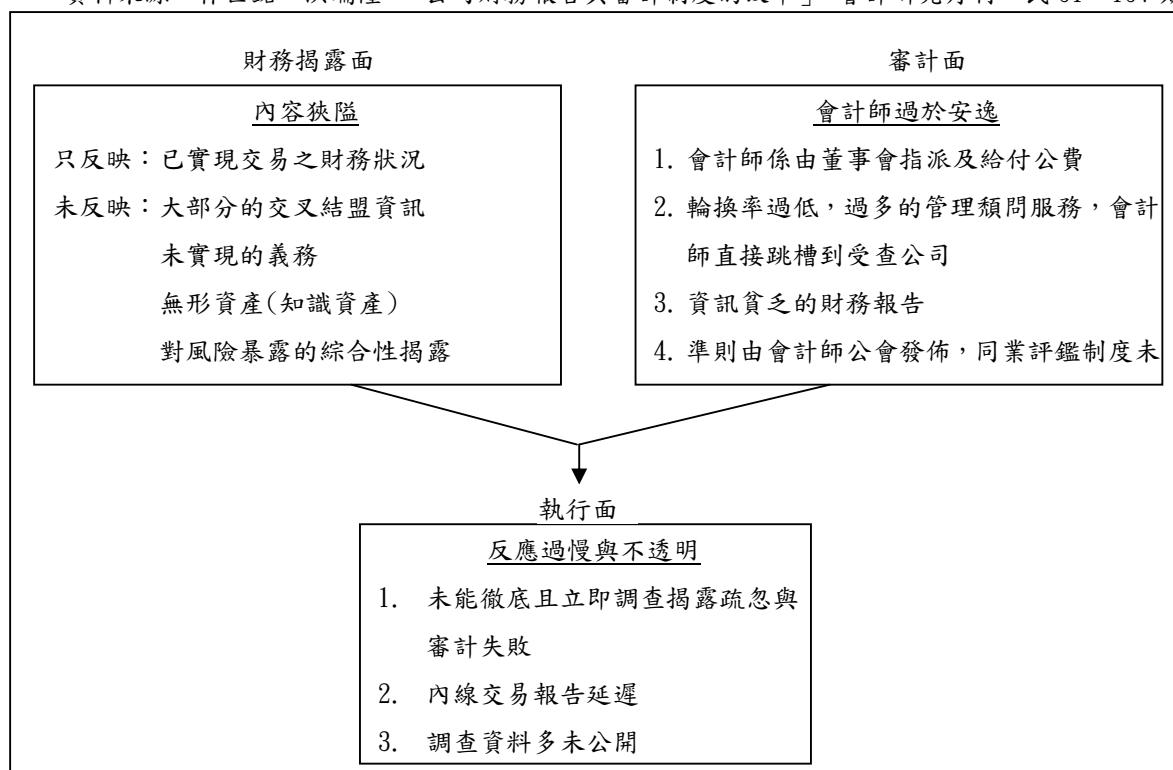 財務揭露面
內容狹隘
只反映：已實現交易之財務狀況
未反映：大部分的交叉結盟資訊
未實現的義務
無形資產(知識資產)
對風險暴露的綜合性揭露
審計面
會計師過於安逸
1. 會計師係由董事會指派及給付公費
2. 輪換率過低，過多的管理頹問服務，會計
師直接跳槽到受查公司
3. 資訊貧乏的財務報告
4. 準則由會計師公會發佈，同業評鑑制度未
執行面
反應過慢與不透明
1. 未能徹底且立即調查揭露疏忽與
審計失敗
2. 內線交易報告延遲
3. 調查資料多未公開